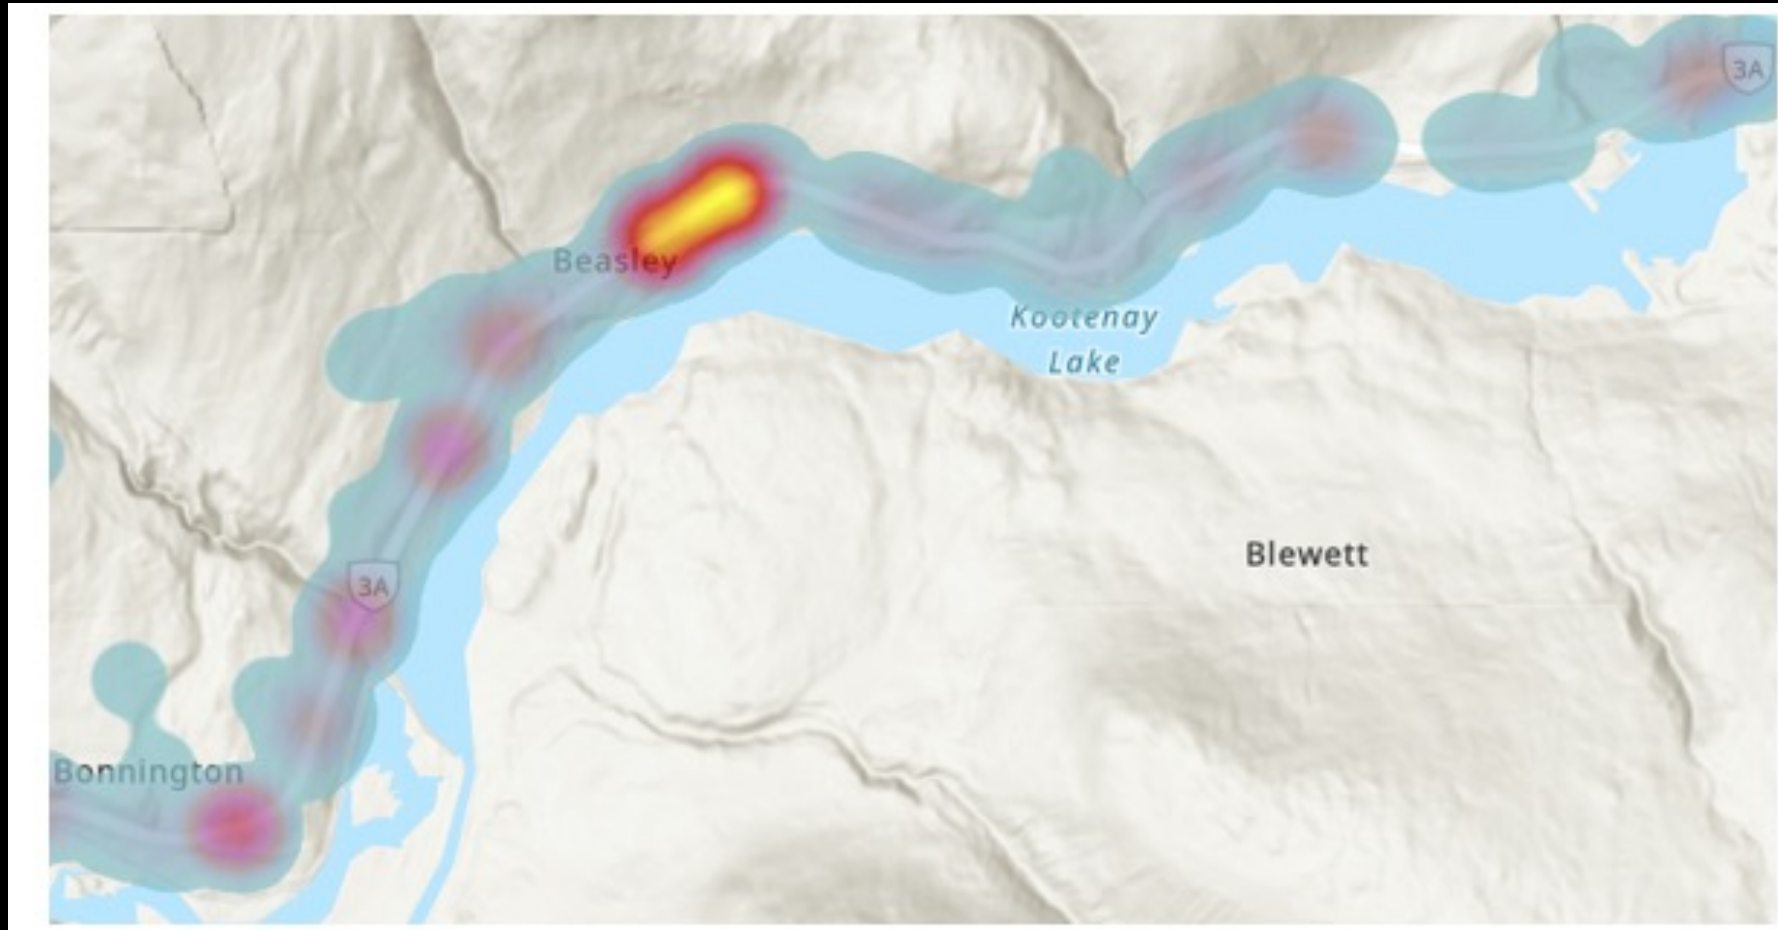 3A
Beasley
Kootenay
Lake
Blewett
3A
Bonnington